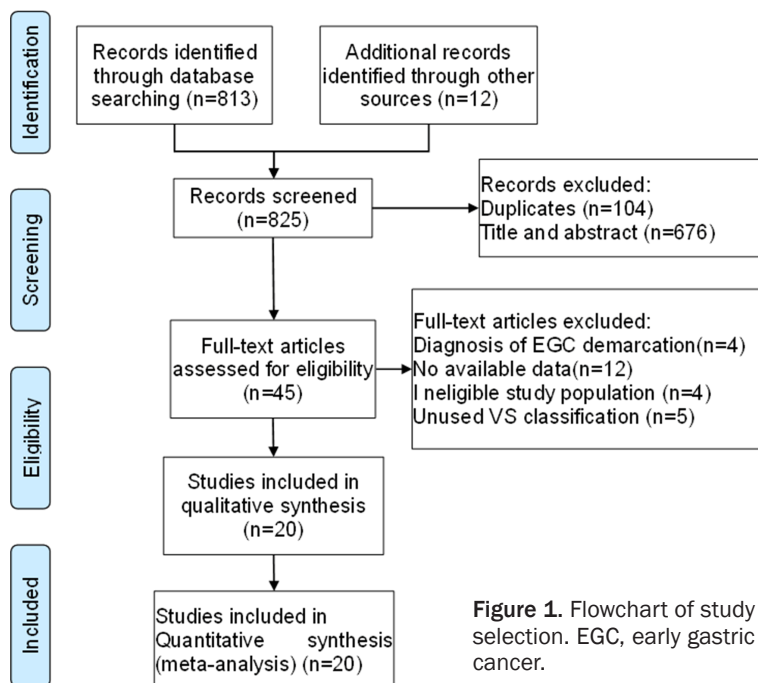 Identification
Records identified
through database
searching (n=813)
Additional records
identified through other
sources (n=12)
Screening
Records screened
(n=825)
Records excluded:
Duplicates (n=104)
Title and abstract (n=676)
Eligibility
Full-text articles
assessed for eligibility
(n=45)
Full-text articles excluded:
Diagnosis of EGC demarcation(n=4)
No available data(n=12)
I neligible study population (n=4)
Unused VS classification (n=5)
Studies included in
qualitative synthesis
(n=20)
Included
Studies included in
Quantitative synthesis
(meta-analysis) (n=20)
Figure 1. Flowchart of study
selection. EGC, early gastric
cancer.